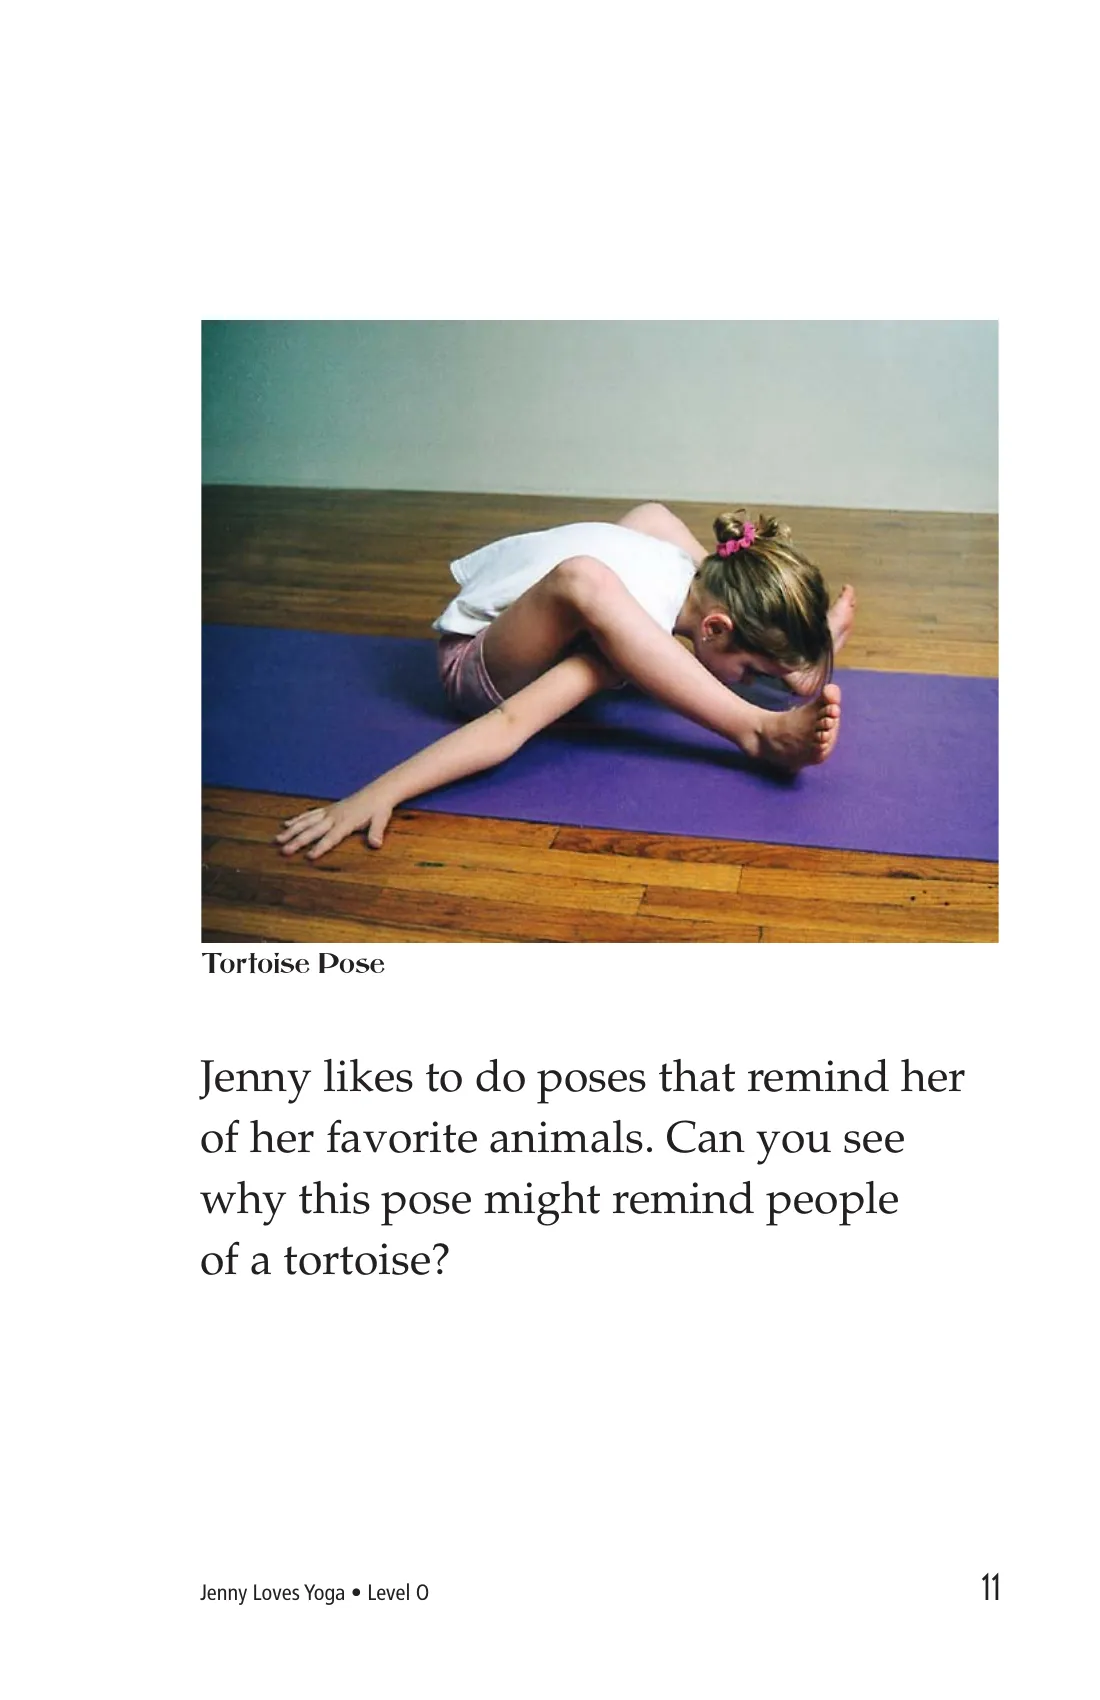 Tortoise Pose
Jenny likes to do poses that remind her
of her favorite animals. Can you see
why this pose might remind people
of a tortoise?
Jenny Loves Yoga • Level O
11